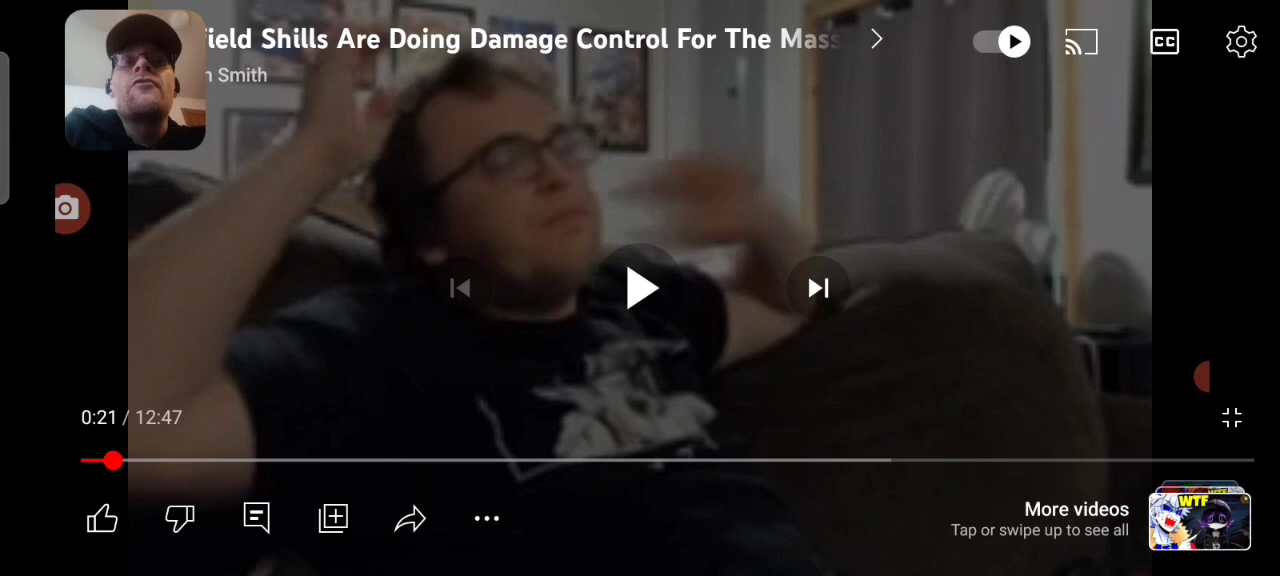 ield Shills Are Doing Damage Control For The Mass
n Smith
CC
0:21 / 12:47
More videos
Tap or swipe up to see all
WTF